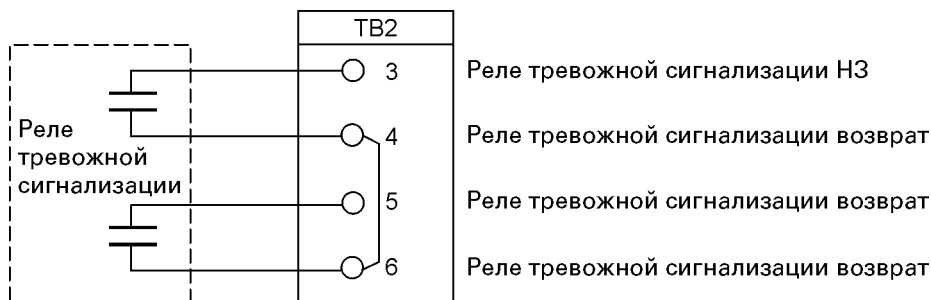 TB2
3 Реле тревожной сигнализации НЗ
4 Реле тревожной сигнализации возврат
Реле
тревожной
сигнализации
5 Реле тревожной сигнализации возврат
6 Реле тревожной сигнализации возврат